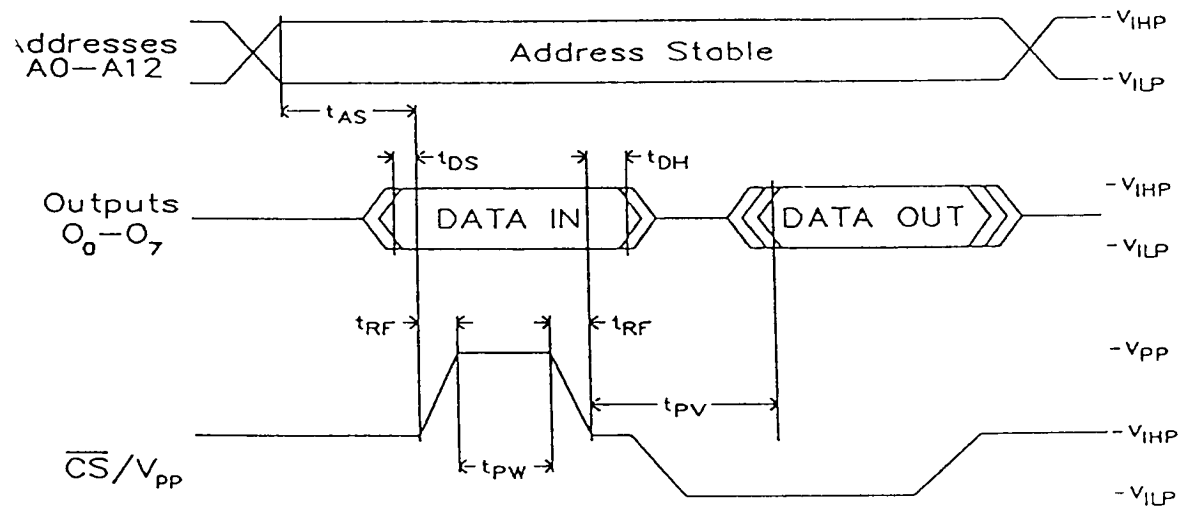 Addresses
A0–A12
Address Stable
-VIHP
-VILP
tAS
tDS
tDH
Outputs
O0–O7
DATA IN
DATA OUT
-VIHP
-VILP
tRF
tRF
-VPP
tPV
CS/VPP
tPW
-VIHP
-VILP